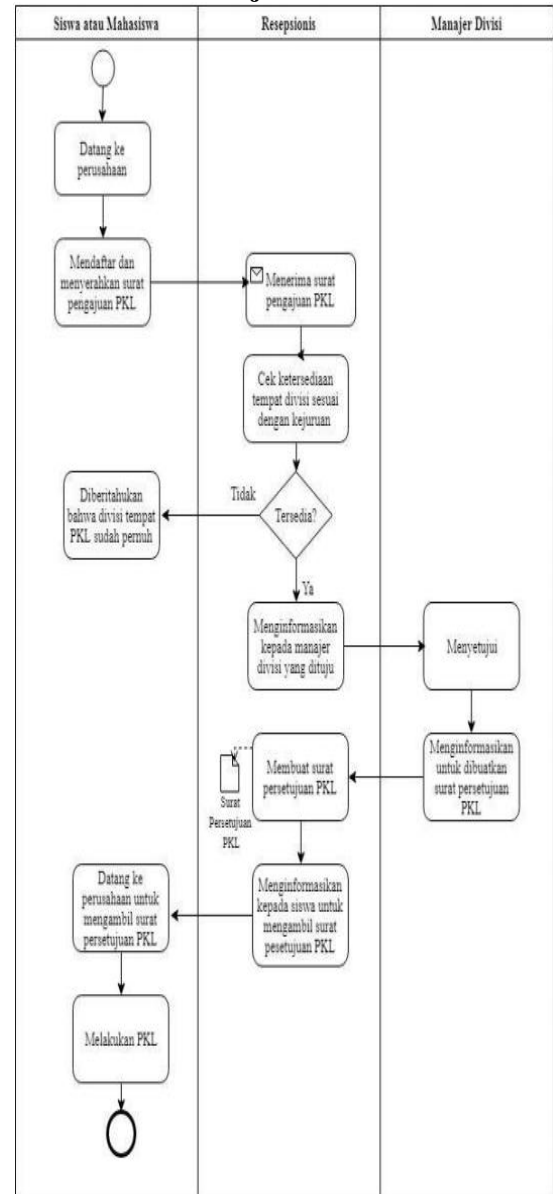 Siswa atau Mahasiswa
Resepsionis
Manajer Divisi
Datang ke
perusahaan
Mendaftar dan
menyerahkan surat
pengajuan PKL
Menerima surat
pengajuan PKL
Cek ketersediaan
tempat divisi sesuai
dengan kejuruan
Tersedia?
Tidak
Diberitahukan
bahwa divisi tempat
PKL sudah pernuh
Ya
Menginformasikan
kepada manajer
divisi yang dituju
Menyetujui
Menginformasikan
untuk dibuatkan
surat persetujuan
PKL
Membuat surat
persetujuan PKL
Surat
Persetujuan
PKL
Menginformasikan
kepada siswa untuk
mengambil surat
pesetujuan PKL
Datang ke
perusahaan untuk
mengambil surat
persetujuan PKL
Melakukan PKL